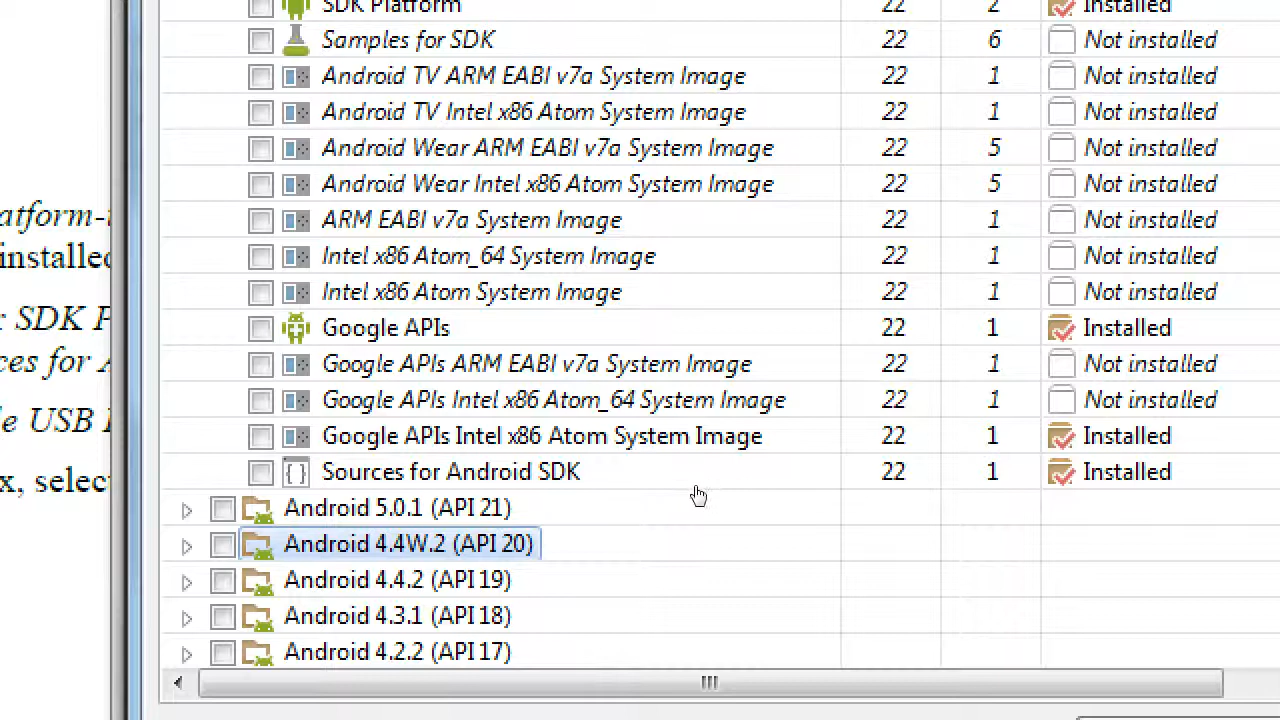 SDK Platform 22 2 Installed
Samples for SDK 22 6 Not installed
Android TV ARM EABI v7a System Image 22 1 Not installed
Android TV Intel x86 Atom System Image 22 1 Not installed
Android Wear ARM EABI v7a System Image 22 5 Not installed
Android Wear Intel x86 Atom System Image 22 5 Not installed
atform-t
ARM EABI v7a System Image 22 1 Not installed
installed
Intel x86 Atom_64 System Image 22 1 Not installed
Intel x86 Atom System Image 22 1 Not installed
r SDK P
Google APIs 22 1 Installed
ces for A
Google APIs ARM EABI v7a System Image 22 1 Not installed
Google APIs Intel x86 Atom_64 System Image 22 1 Not installed
le USB
Google APIs Intel x86 Atom System Image 22 1 Installed
x, select
Sources for Android SDK 22 1 Installed
Android 5.0.1 (API 21)
Android 4.4W.2 (API 20)
Android 4.4.2 (API 19)
Android 4.3.1 (API 18)
Android 4.2.2 (API 17)